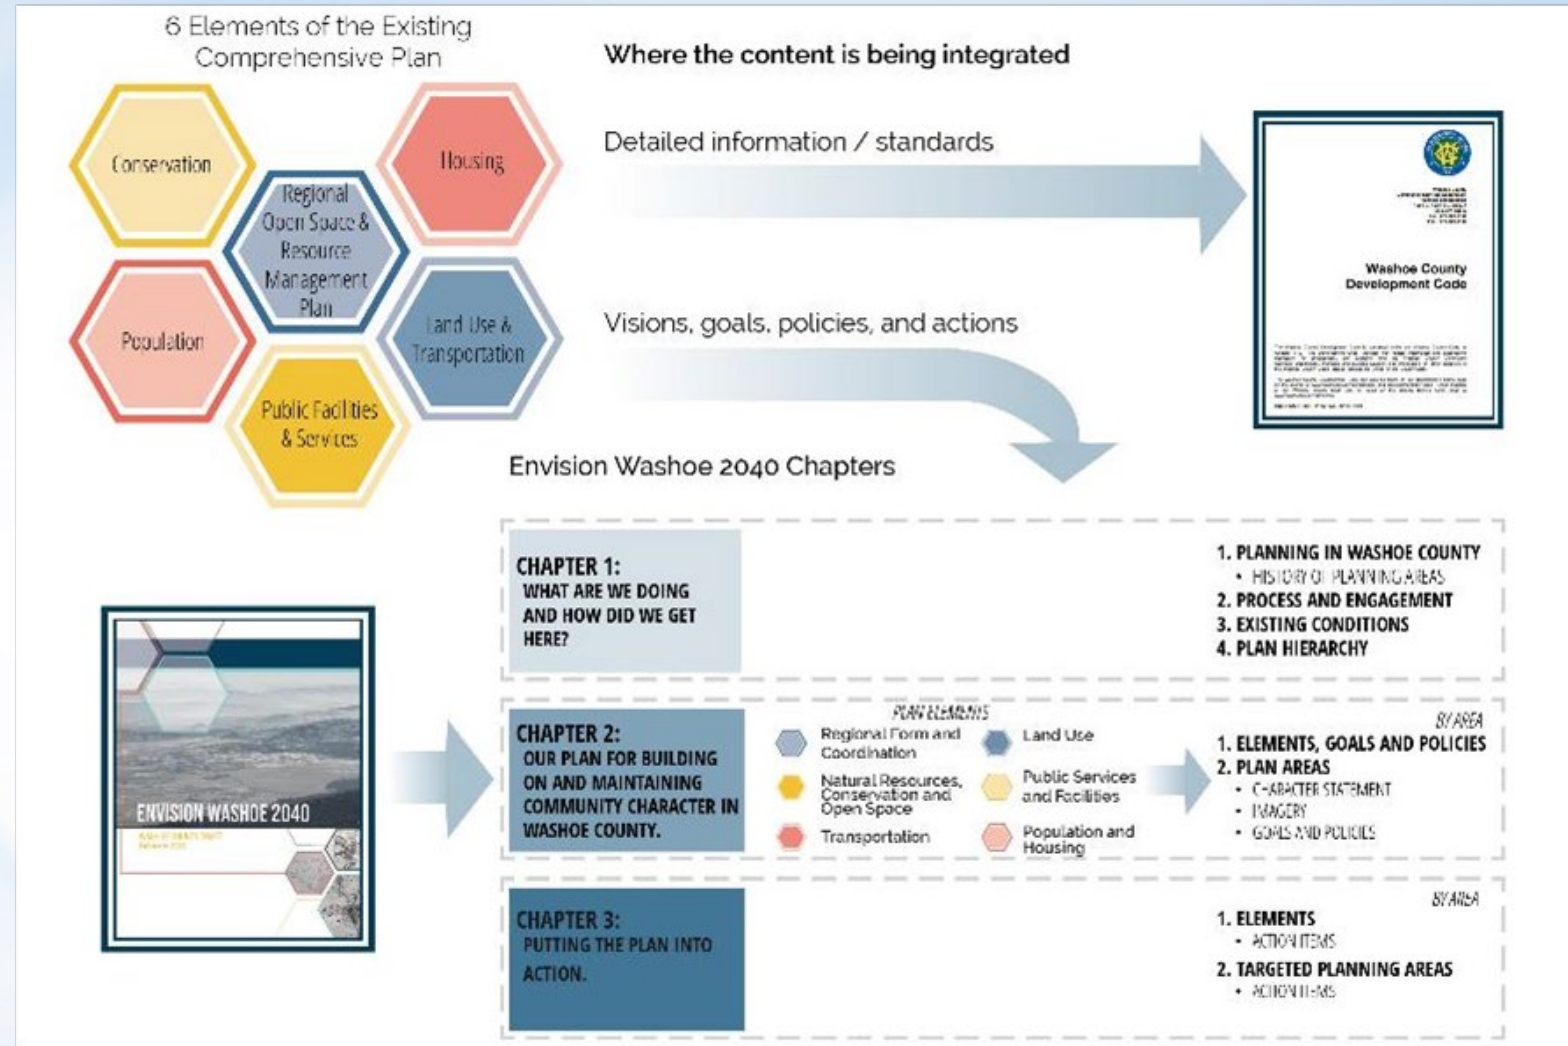 6 Elements of the Existing
Comprehensive Plan
Conservation
Housing
Regional
Open Space &
Resource
Management
Plan
Population
Land Use &
Transportation
Public Facilities
& Services
Where the content is being integrated
Detailed information / standards
Washoe County
Development Code
Visions, goals, policies, and actions
Envision Washoe 2040 Chapters
ENVISION WASHOE 2040
CHAPTER 1:
WHAT ARE WE DOING
AND HOW DID WE GET
HERE?
1. PLANNING IN WASHOE COUNTY
• HISTORY OF PLANNING AREAS
2. PROCESS AND ENGAGEMENT
3. EXISTING CONDITIONS
4. PLAN HIERARCHY
CHAPTER 2:
OUR PLAN FOR BUILDING
ON AND MAINTAINING
COMMUNITY CHARACTER IN
WASHOE COUNTY.
PLAN ELEMENTS
Regional Form and
Coordination
Natural Resources,
Conservation and
Open Space
Transportation
Land Use
Public Services
and Facilities
Population and
Housing
BY AREA
1. ELEMENTS, GOALS AND POLICIES
2. PLAN AREAS
• CHARACTER STATEMENT
• IMAGERY
• GOALS AND POLICIES
CHAPTER 3:
PUTTING THE PLAN INTO
ACTION.
BY AREA
1. ELEMENTS
• ACTION ITEMS
2. TARGETED PLANNING AREAS
• ACTION ITEMS